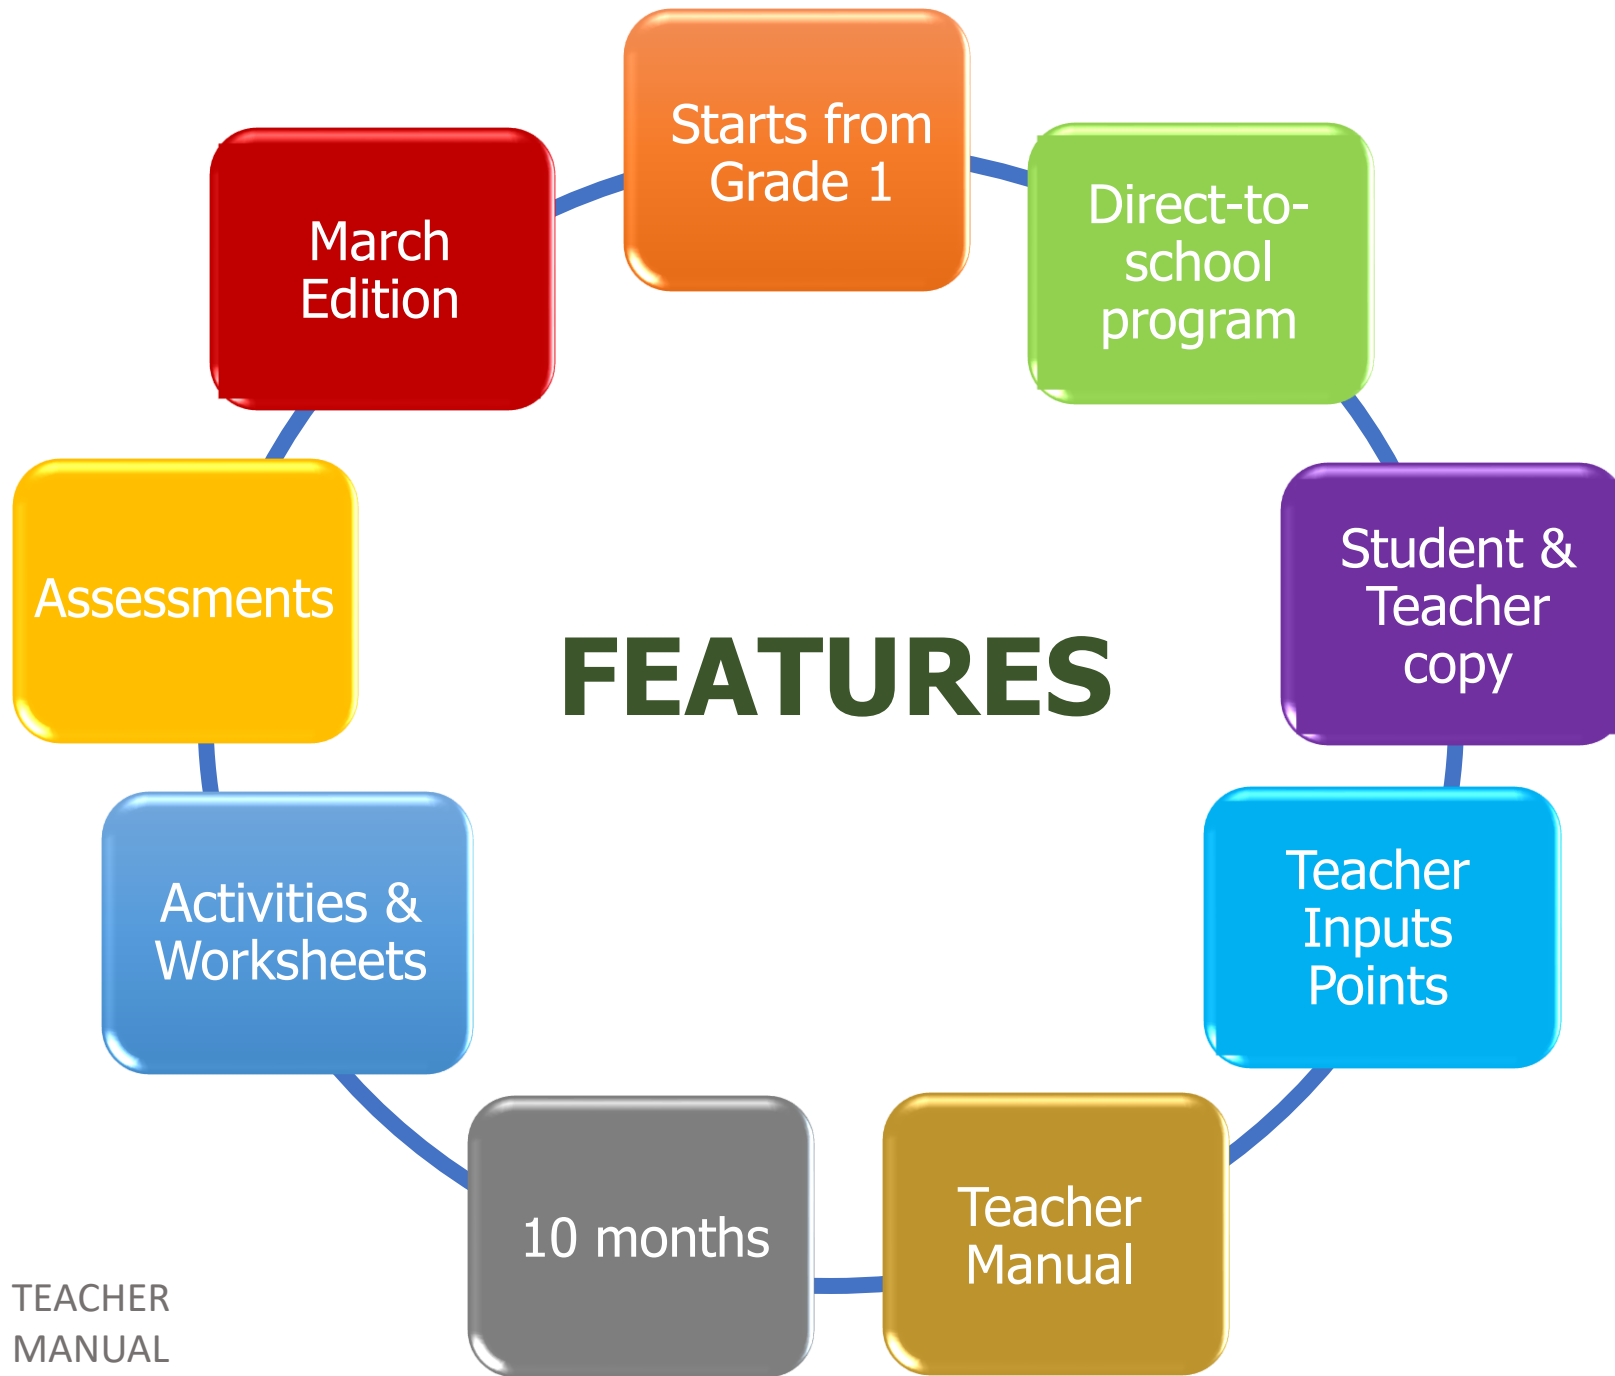 Starts from
Grade 1
Direct-to-
school
program
Student &
Teacher
copy
Teacher
Inputs
Points
Teacher
Manual
10 months
Activities &
Worksheets
Assessments
March
Edition
FEATURES
TEACHER
MANUAL